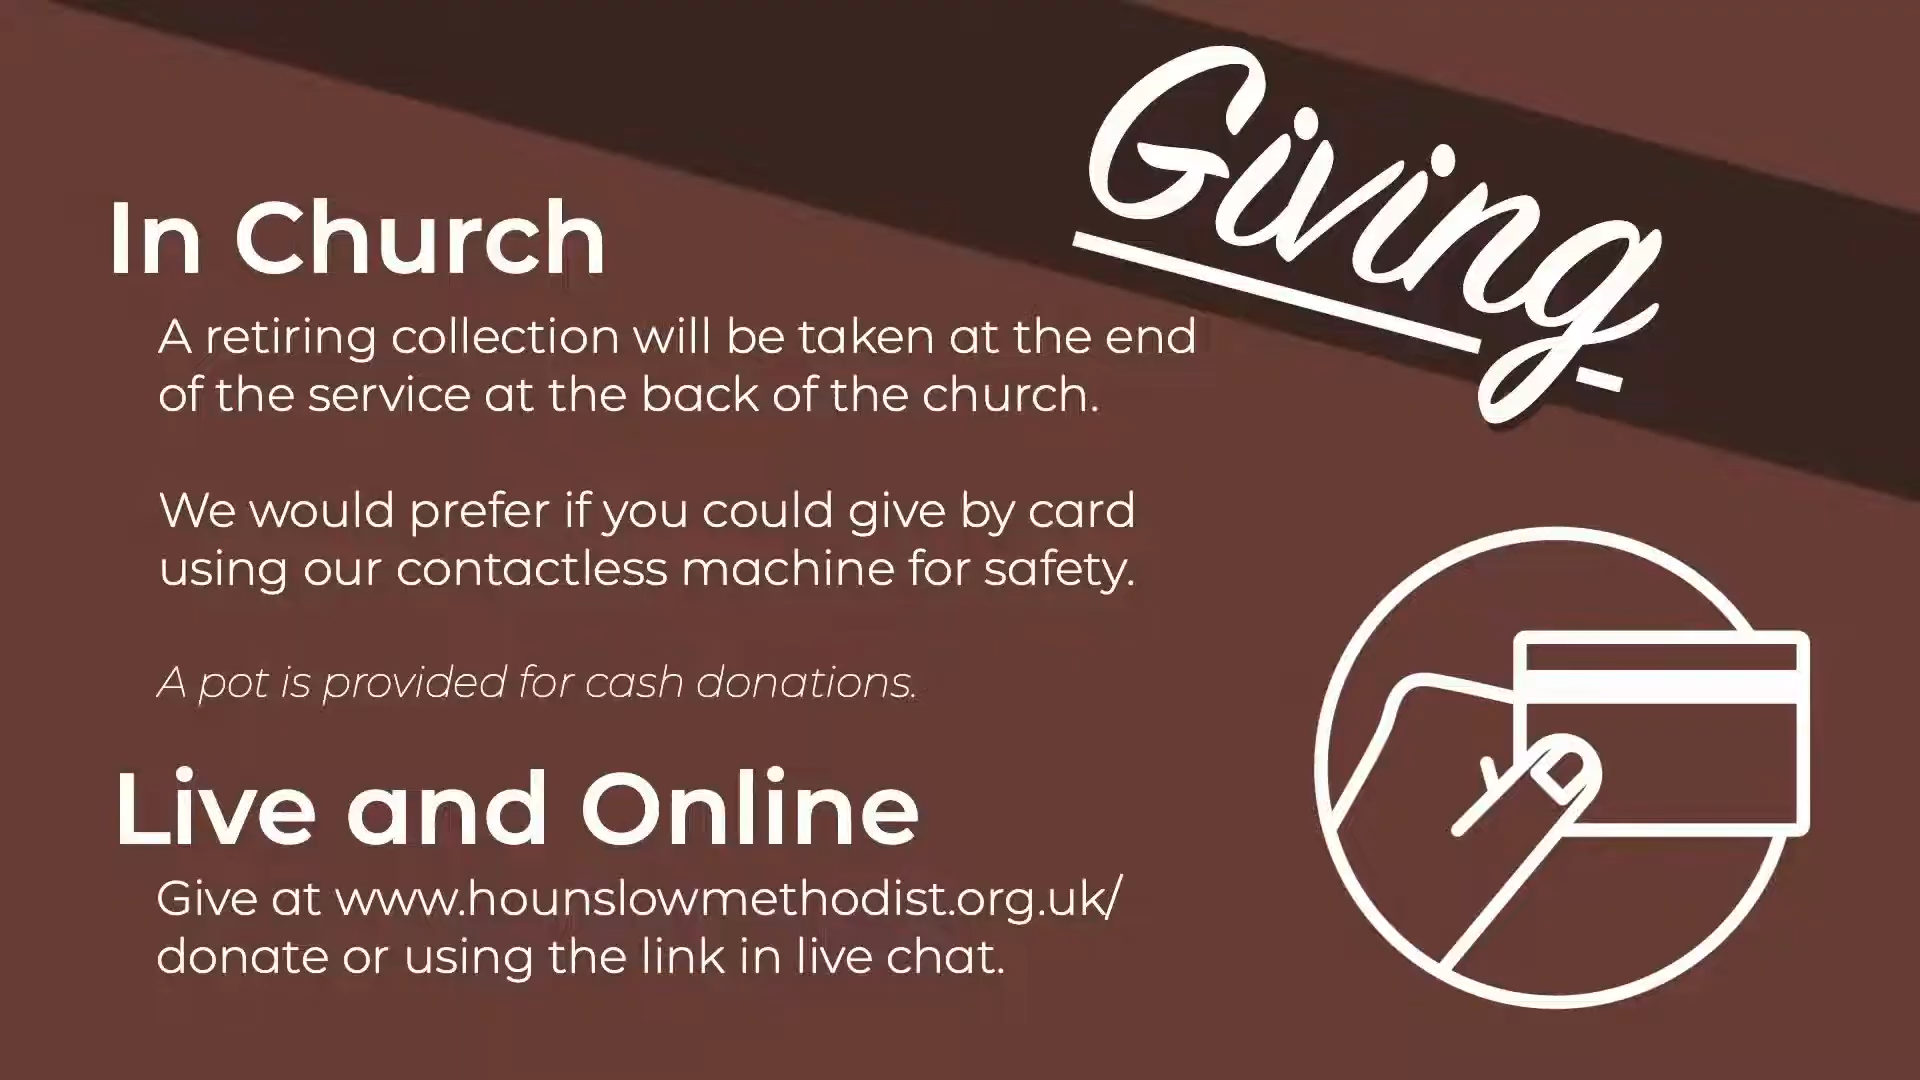 Giving
In Church
A retiring collection will be taken at the end
of the service at the back of the church.
We would prefer if you could give by card
using our contactless machine for safety.
A pot is provided for cash donations.
Live and Online
Give at www.hounslowmethodist.org.uk/
donate or using the link in live chat.